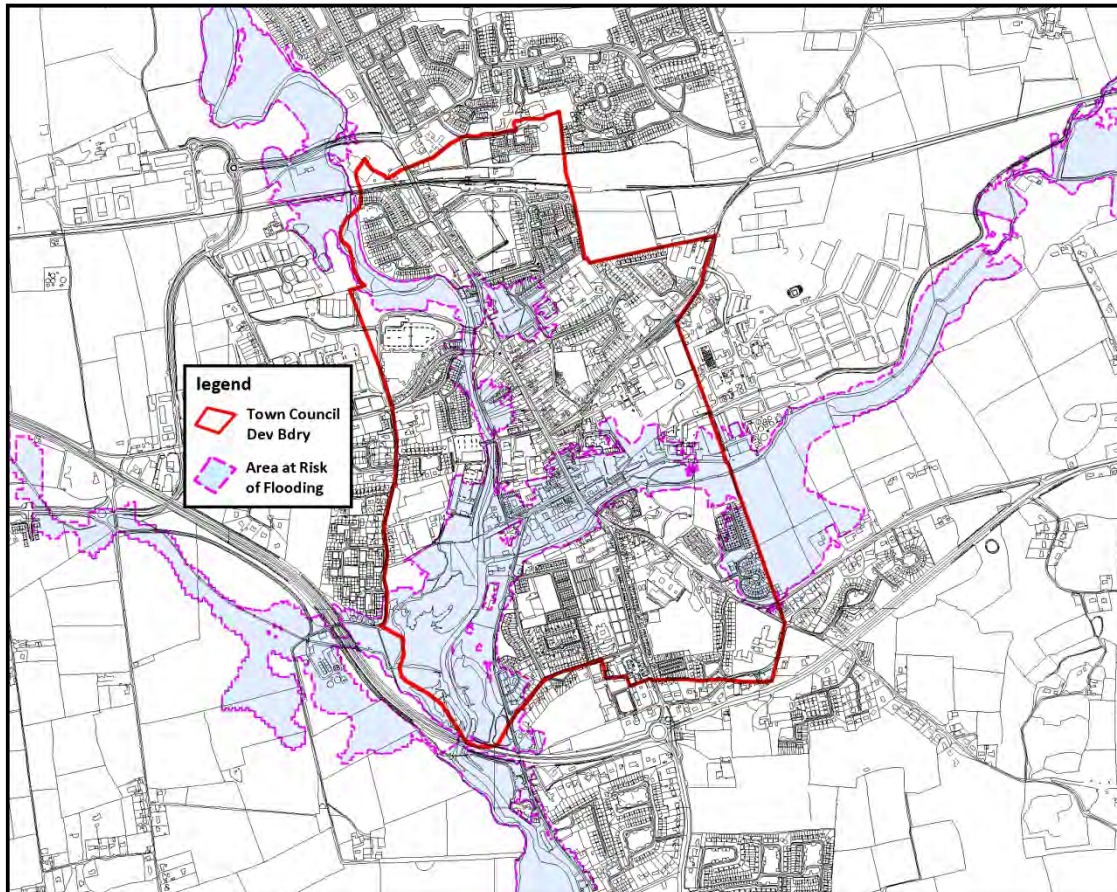 legend
Town Council
Dev Bdry
Area at Risk
of Flooding